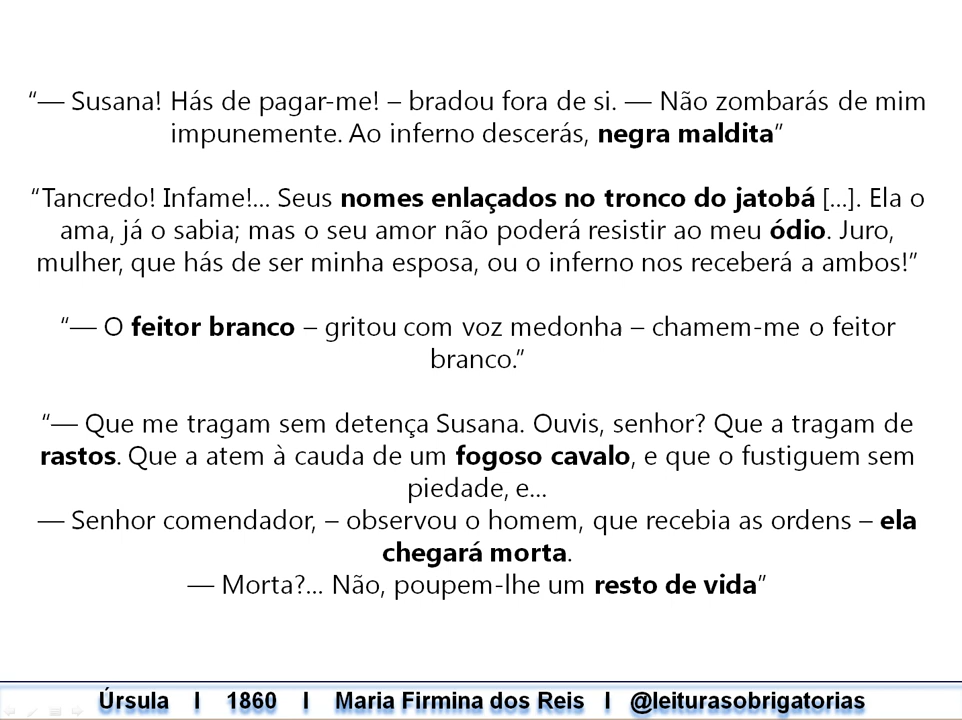 “— Susana! Hás de pagar-me! – bradou fora de si. — Não zombarás de mim
impunemente. Ao inferno descerás, negra maldita”
“Tancredo! Infame!... Seus nomes enlaçados no tronco do jatobá [...]. Ela o
ama, já o sabia; mas o seu amor não poderá resistir ao meu ódio. Juro,
mulher, que hás de ser minha esposa, ou o inferno nos receberá a ambos!”
“— O feitor branco – gritou com voz medonha – chamem-me o feitor
branco.”
“— Que me tragam sem detença Susana. Ouvis, senhor? Que a tragam de
rastos. Que a atem à cauda de um fogoso cavalo, e que o fustiguem sem
piedade, e...
— Senhor comendador, – observou o homem, que recebia as ordens – ela
chegará morta.
— Morta?... Não, poupem-lhe um resto de vida”
Úrsula I 1860 I Maria Firmina dos Reis I @leiturasobrigatorias